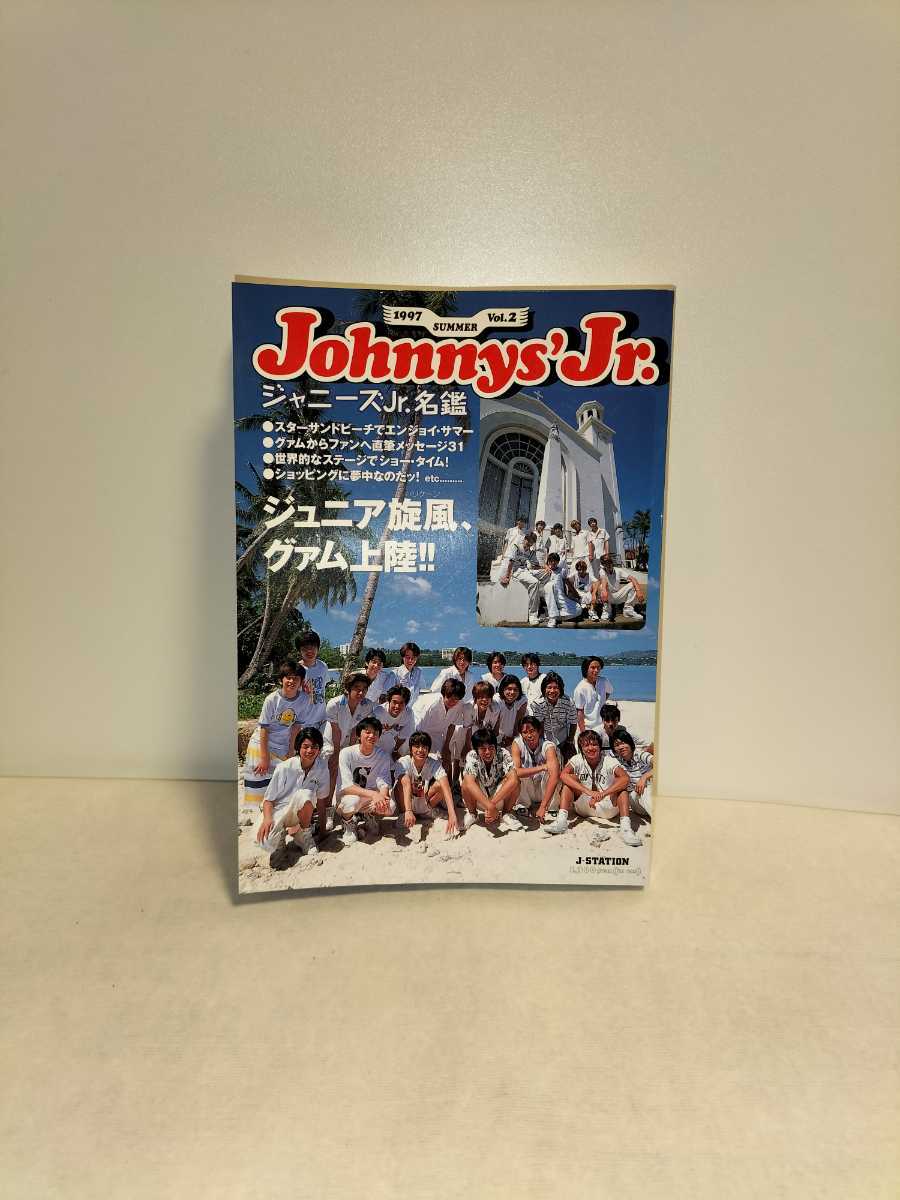 1997 SUMMER Vol.2
Johnnys'Jr.
ジャニーズJr.名鑑
●スターサンドビーチでエンジョイ・サマー
●グァムからファンへ直筆メッセージ31
●世界的なステージでショー・タイム!
●ショッピングに夢中なのだッ! etc.........
ジュニア旋風、
グァム上陸!!
J-STATION